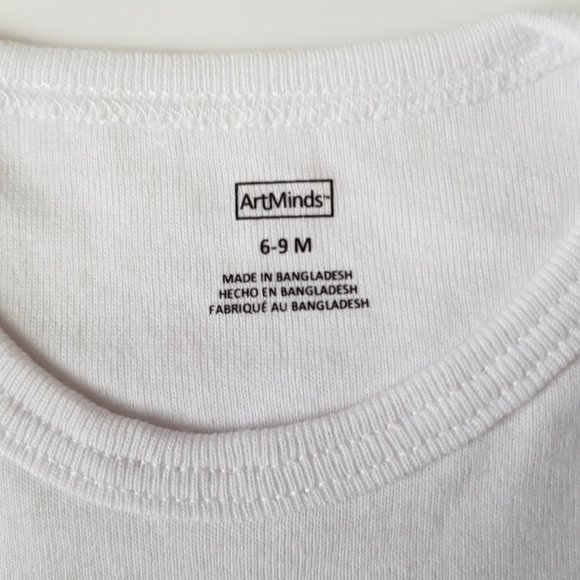 ArtMinds™
6-9 M
MADE IN BANGLADESH
HECHO EN BANGLADESH
FABRIQUÉ AU BANGLADESH